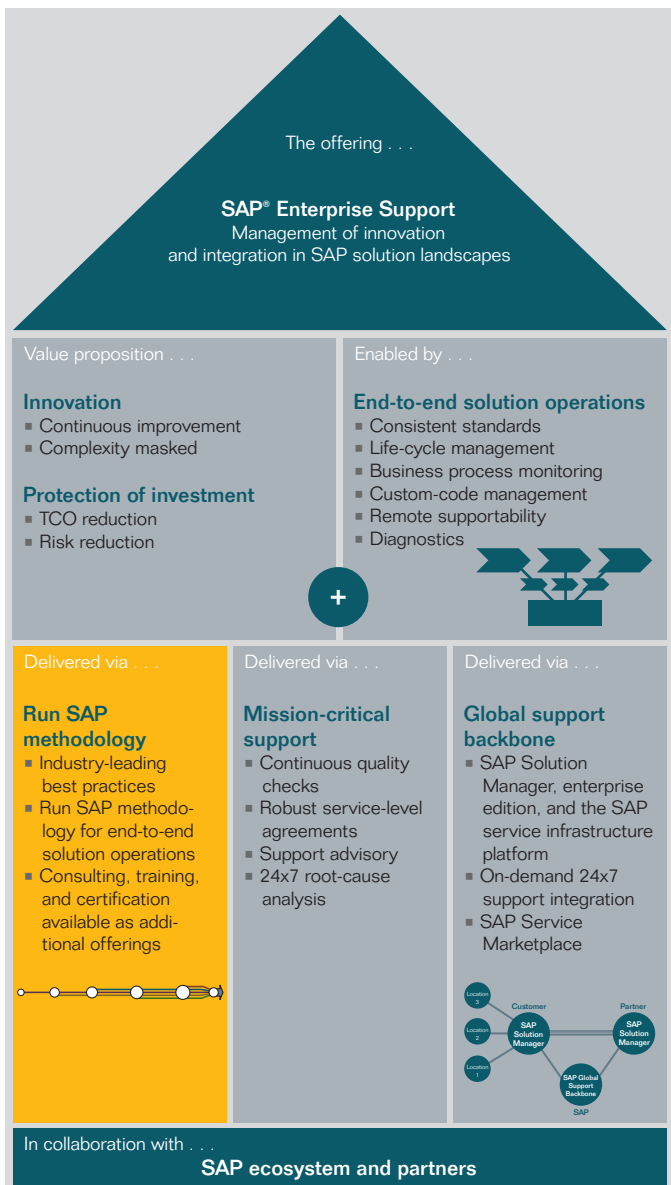 The offering . . .
SAP® Enterprise Support
Management of innovation
and integration in SAP solution landscapes
Value proposition . . .
Innovation
■ Continuous improvement
■ Complexity masked
Protection of investment
■ TCO reduction
■ Risk reduction
Enabled by . . .
End-to-end solution operations
■ Consistent standards
■ Life-cycle management
■ Business process monitoring
■ Custom-code management
■ Remote supportability
■ Diagnostics
+
Delivered via . . .
Run SAP
methodology
■ Industry-leading
best practices
■ Run SAP methodo-
logy for end-to-end
solution operations
■ Consulting, training,
and certification
available as addi-
tional offerings
Delivered via . . .
Mission-critical
support
■ Continuous quality
checks
■ Robust service-level
agreements
■ Support advisory
■ 24x7 root-cause
analysis
Delivered via . . .
Global support
backbone
■ SAP Solution
Manager, enterprise
edition, and the SAP
service infrastructure
platform
■ On-demand 24x7
support integration
■ SAP Service
Marketplace
Location
3
Location
2
Location
1
Customer
SAP
Solution
Manager
Partner
SAP
Solution
Manager
SAP Global
Support
Backbone
SAP
In collaboration with . . .
SAP ecosystem and partners